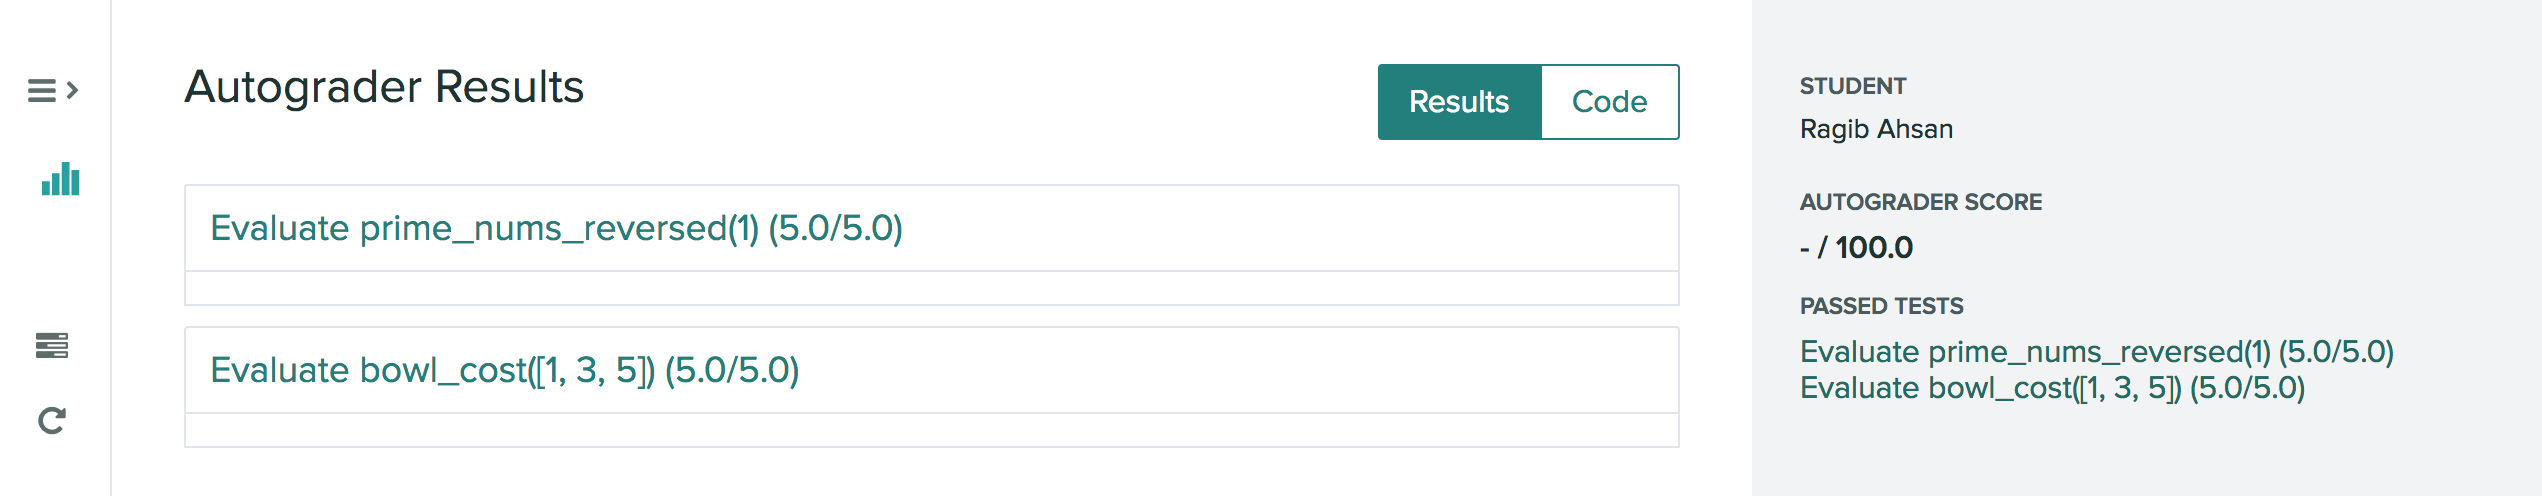 Autograder Results
Results
Code
Evaluate prime_nums_reversed(1) (5.0/5.0)
Evaluate bowl_cost([1, 3, 5]) (5.0/5.0)
STUDENT
Ragib Ahsan
AUTOGRADER SCORE
- / 100.0
PASSED TESTS
Evaluate prime_nums_reversed(1) (5.0/5.0)
Evaluate bowl_cost([1, 3, 5]) (5.0/5.0)